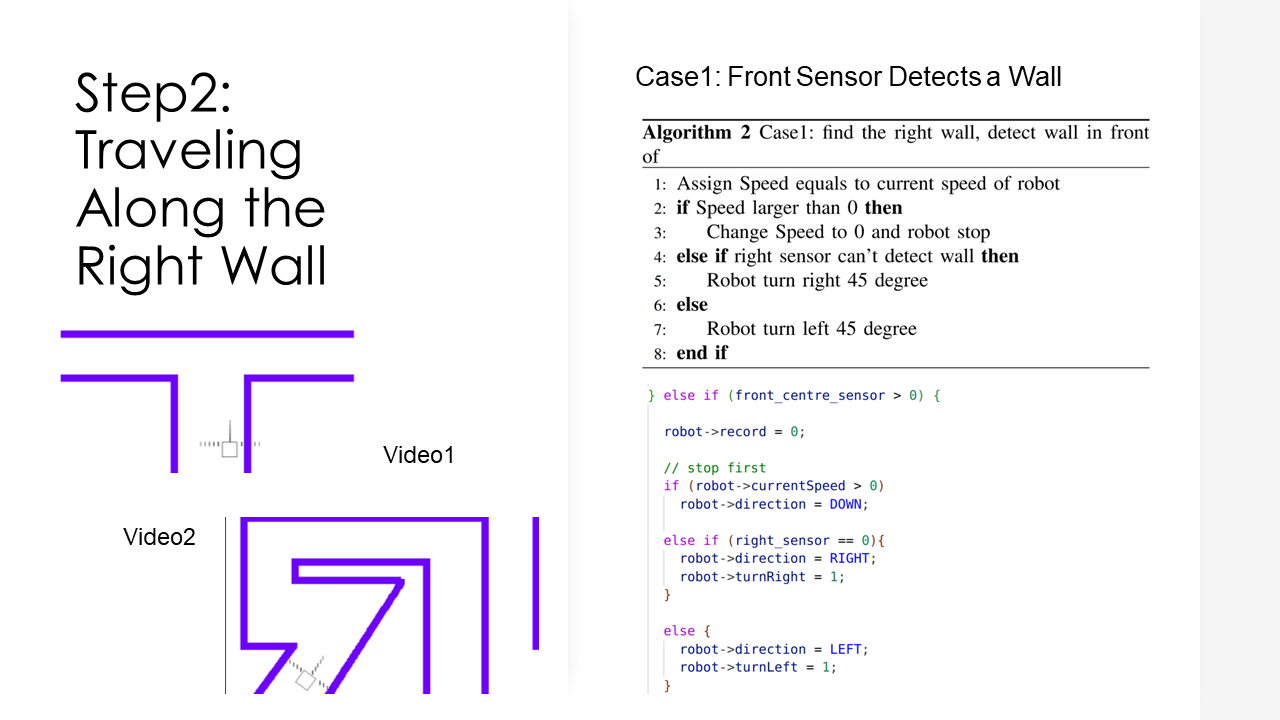 Step2:
Traveling
Along the
Right Wall
Video1
Video2
Case1: Front Sensor Detects a Wall
Algorithm 2 Case1: find the right wall, detect wall in front
of
1: Assign Speed equals to current speed of robot
2: if Speed larger than 0 then
3: Change Speed to 0 and robot stop
4: else if right sensor can't detect wall then
5: Robot turn right 45 degree
6: else
7: Robot turn left 45 degree
8: end if
} else if (front_centre_sensor > 0) {
robot->record = 0;
// stop first
if (robot->currentSpeed > 0)
robot->direction = DOWN;
else if (right_sensor == 0){
robot->direction = RIGHT;
robot->turnRight = 1;
}
else {
robot->direction = LEFT;
robot->turnLeft = 1;
}